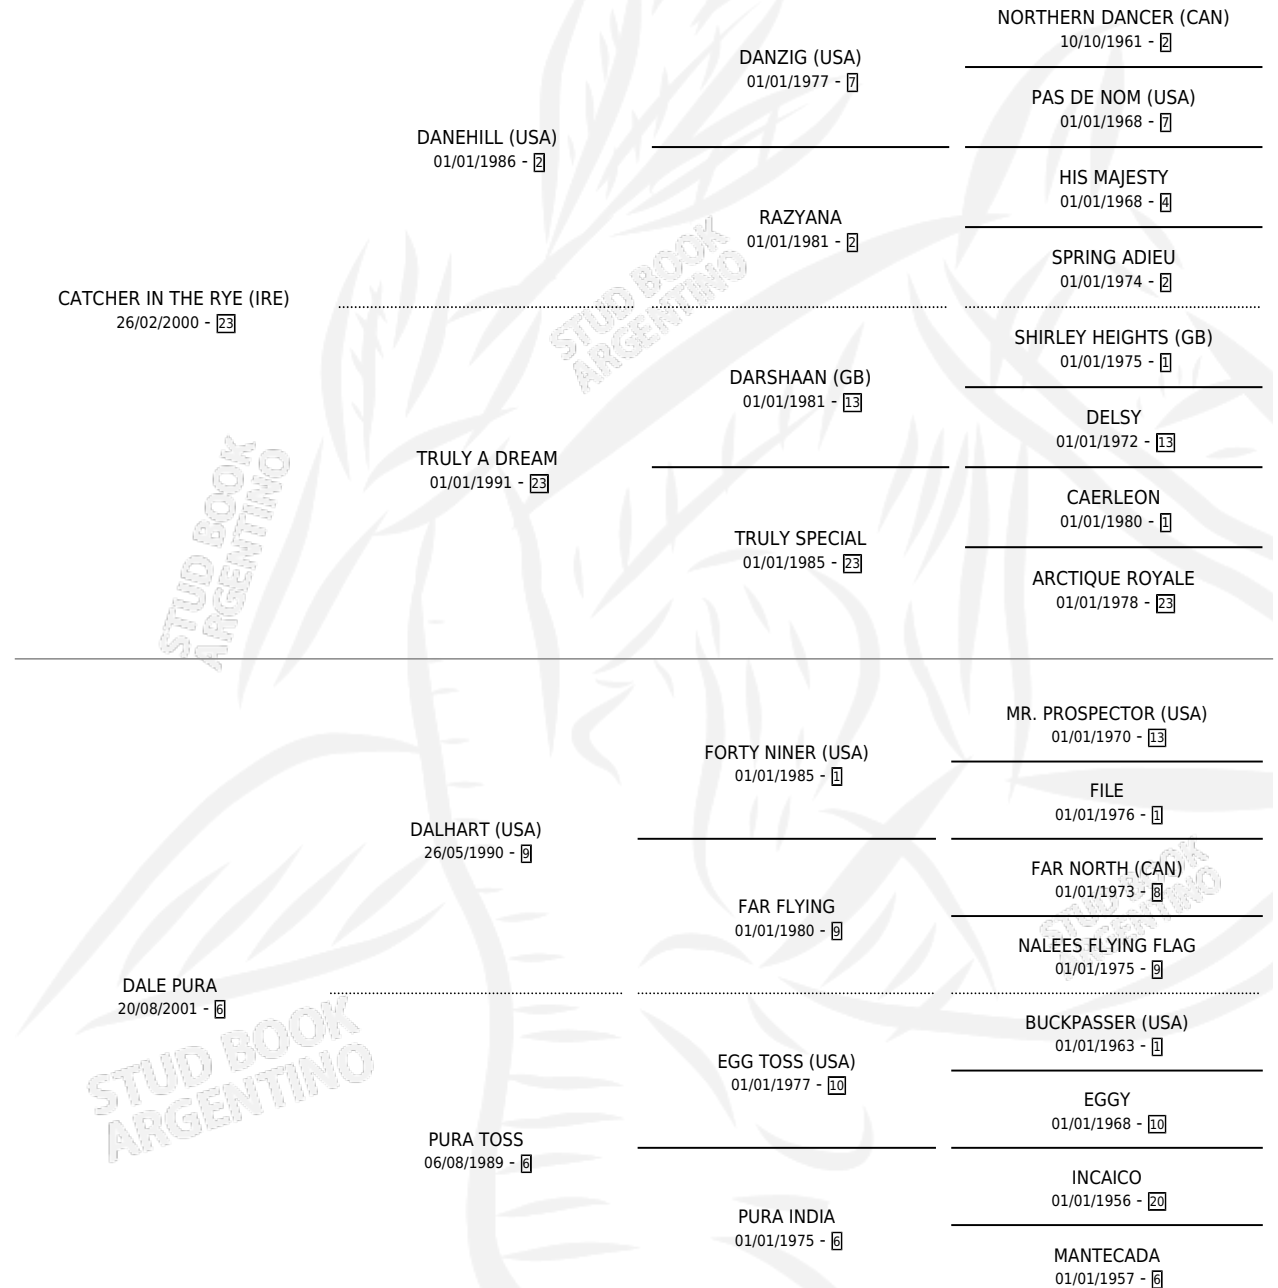 NORTHERN DANCER (CAN)
10/10/1961 - 2
DANZIG (USA)
01/01/1977 - 7
PAS DE NOM (USA)
01/01/1968 - 7
DANEHILL (USA)
01/01/1986 - 2
HIS MAJESTY
01/01/1968 - 4
RAZYANA
01/01/1981 - 2
SPRING ADIEU
01/01/1974 - 2
CATCHER IN THE RYE (IRE)
26/02/2000 - 23
SHIRLEY HEIGHTS (GB)
01/01/1975 - 1
DARSHAAN (GB)
01/01/1981 - 13
DELSY
01/01/1972 - 13
TRULY A DREAM
01/01/1991 - 23
CAERLEON
01/01/1980 - 1
TRULY SPECIAL
01/01/1985 - 23
ARCTIQUE ROYALE
01/01/1978 - 23
STUD BOOK
ARGENTINO
STUD BOOK
ARGENTINO
MR. PROSPECTOR (USA)
01/01/1970 - 13
FORTY NINER (USA)
01/01/1985 - 1
FILE
01/01/1976 - 1
DALHART (USA)
26/05/1990 - 9
FAR NORTH (CAN)
01/01/1973 - 8
FAR FLYING
01/01/1980 - 9
NALEES FLYING FLAG
01/01/1975 - 9
STUD BOOK
ARGENTINO
DALE PURA
20/08/2001 - 6
BUCKPASSER (USA)
01/01/1963 - 1
EGG TOSS (USA)
01/01/1977 - 10
EGGY
01/01/1968 - 10
STUD BOOK
ARGENTINO
PURA TOSS
06/08/1989 - 6
INCAICO
01/01/1956 - 20
PURA INDIA
01/01/1975 - 6
MANTECADA
01/01/1957 - 6